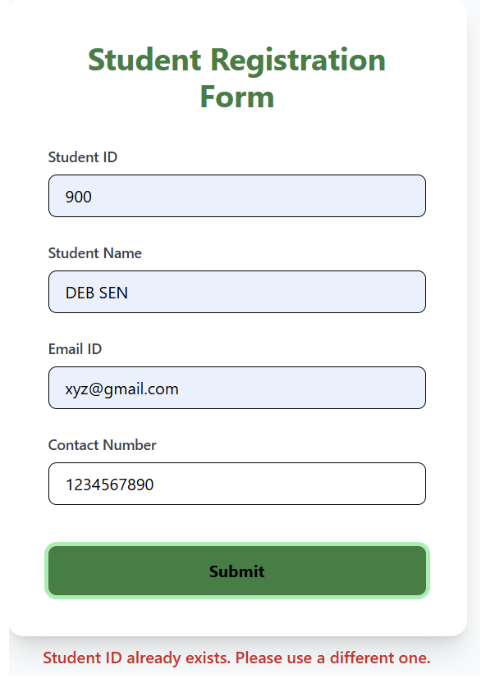 Student Registration
Form
Student ID
900
Student Name
DEB SEN
Email ID
xyz@gmail.com
Contact Number
1234567890
Submit
Student ID already exists. Please use a different one.